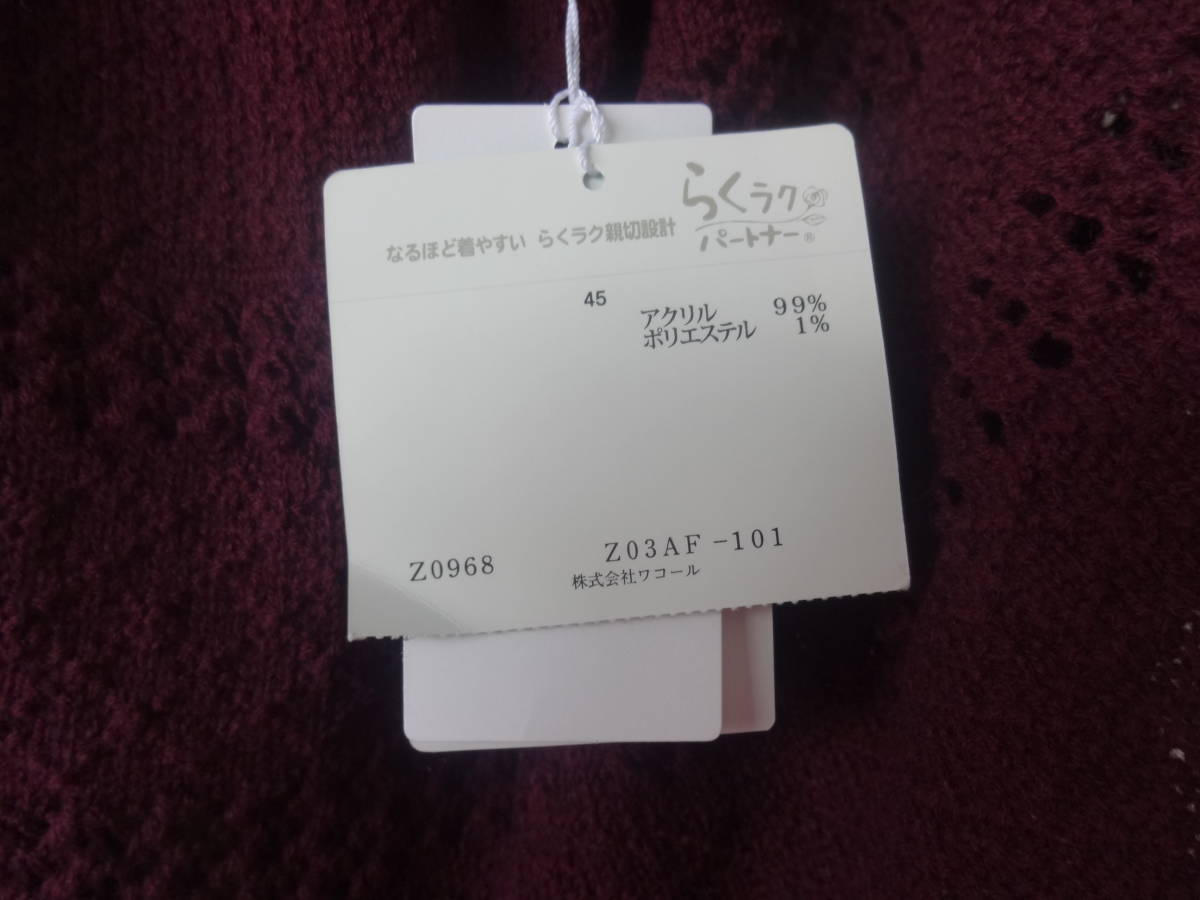 らくラク
パートナー®
なるほど着やすい らくラク親切設計
45
アクリル 99%
ポリエステル 1%
Z0968 Z03AF-101
株式会社ワコール